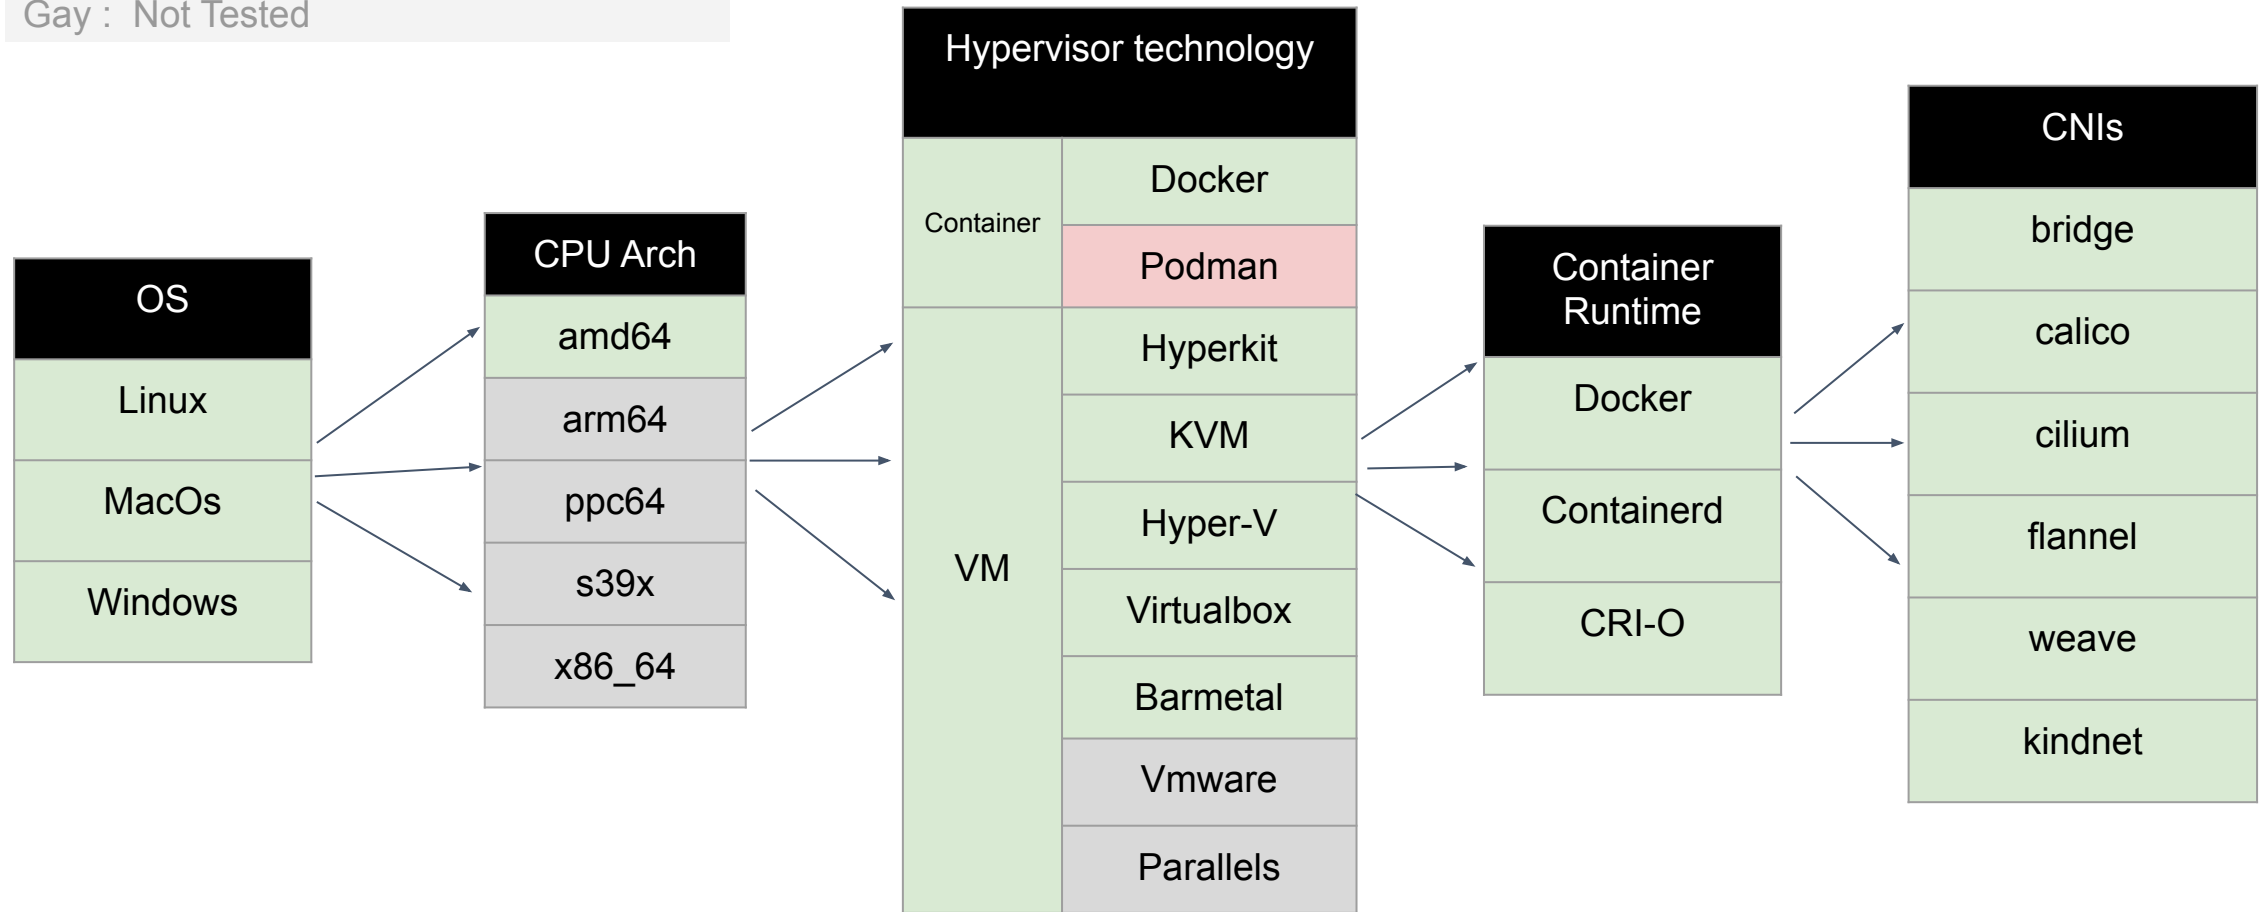 Gay : Not Tested
OS
Linux
MacOs
Windows
CPU Arch
amd64
arm64
ppc64
s39x
x86_64
Hypervisor technology
Container
Docker
Podman
VM
Hyperkit
KVM
Hyper-V
Virtualbox
Barmetal
Vmware
Parallels
Container
Runtime
Docker
Containerd
CRI-O
CNIs
bridge
calico
cilium
flannel
weave
kindnet